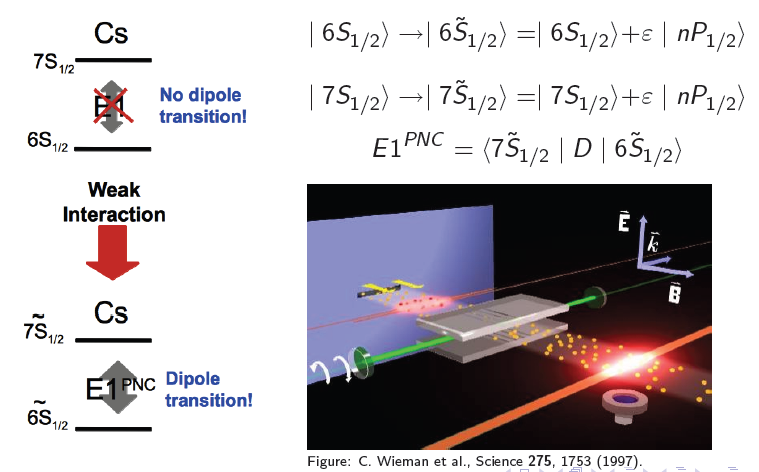 Cs
7S1/2
E1
No dipole
transition!
6S1/2
Weak
Interaction
Cs
7S̃1/2
E1PNC
Dipole
transition!
6S̃1/2
| 6S1/2⟩ →| 6S̃1/2⟩ =| 6S1/2⟩+ε | nP1/2⟩
| 7S1/2⟩ →| 7S̃1/2⟩ =| 7S1/2⟩+ε | nP1/2⟩
E1PNC = ⟨7S̃1/2 | D | 6S̃1/2⟩
E⃗
k⃗
B⃗
Figure: C. Wieman et al., Science 275, 1753 (1997).